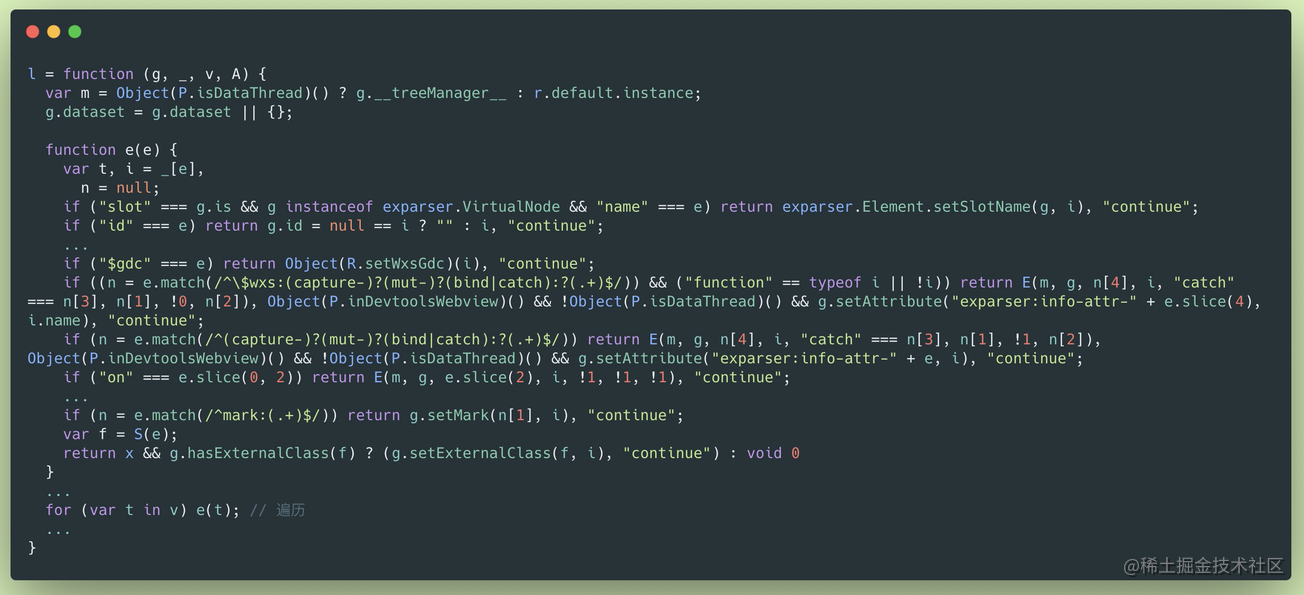 l = function (g, _, v, A) {
  var m = Object(P.isDataThread)() ? g.__treeManager__ : r.default.instance;
  g.dataset = g.dataset || {};
  function e(e) {
    var t, i = _[e],
      n = null;
    if ("slot" === g.is && g instanceof exparser.VirtualNode && "name" === e) return exparser.Element.setSlotName(g, i), "continue";
    if ("id" === e) return g.id = null == i ? "" : i, "continue";
    ...
    if ("$gdc" === e) return Object(R.setWxsGdc)(i), "continue";
    if ((n = e.match(/^\$wxs:(capture-)?(mut-)?(bind|catch):?(.+)$/)) && ("function" == typeof i || !i)) return E(m, g, n[4], i, "catch"
=== n[3], n[1], !0, n[2]), Object(P.inDevtoolsWebview)() && !Object(P.isDataThread)() && g.setAttribute("exparser:info-attr-" + e.slice(4),
i.name), "continue";
    if (n = e.match(/^(capture-)?(mut-)?(bind|catch):?(.+)$/)) return E(m, g, n[4], i, "catch" === n[3], n[1], !1, n[2]),
Object(P.inDevtoolsWebview)() && !Object(P.isDataThread)() && g.setAttribute("exparser:info-attr-" + e, i), "continue";
    if ("on" === e.slice(0, 2)) return E(m, g, e.slice(2), i, !1, !1, !1), "continue";
    ...
    if (n = e.match(/^mark:(.+)$/)) return g.setMark(n[1], i), "continue";
    var f = S(e);
    return x && g.hasExternalClass(f) ? (g.setExternalClass(f, i), "continue") : void 0
  }
  ...
  for (var t in v) e(t); // 遍历
  ...
}
@稀土掘金技术社区